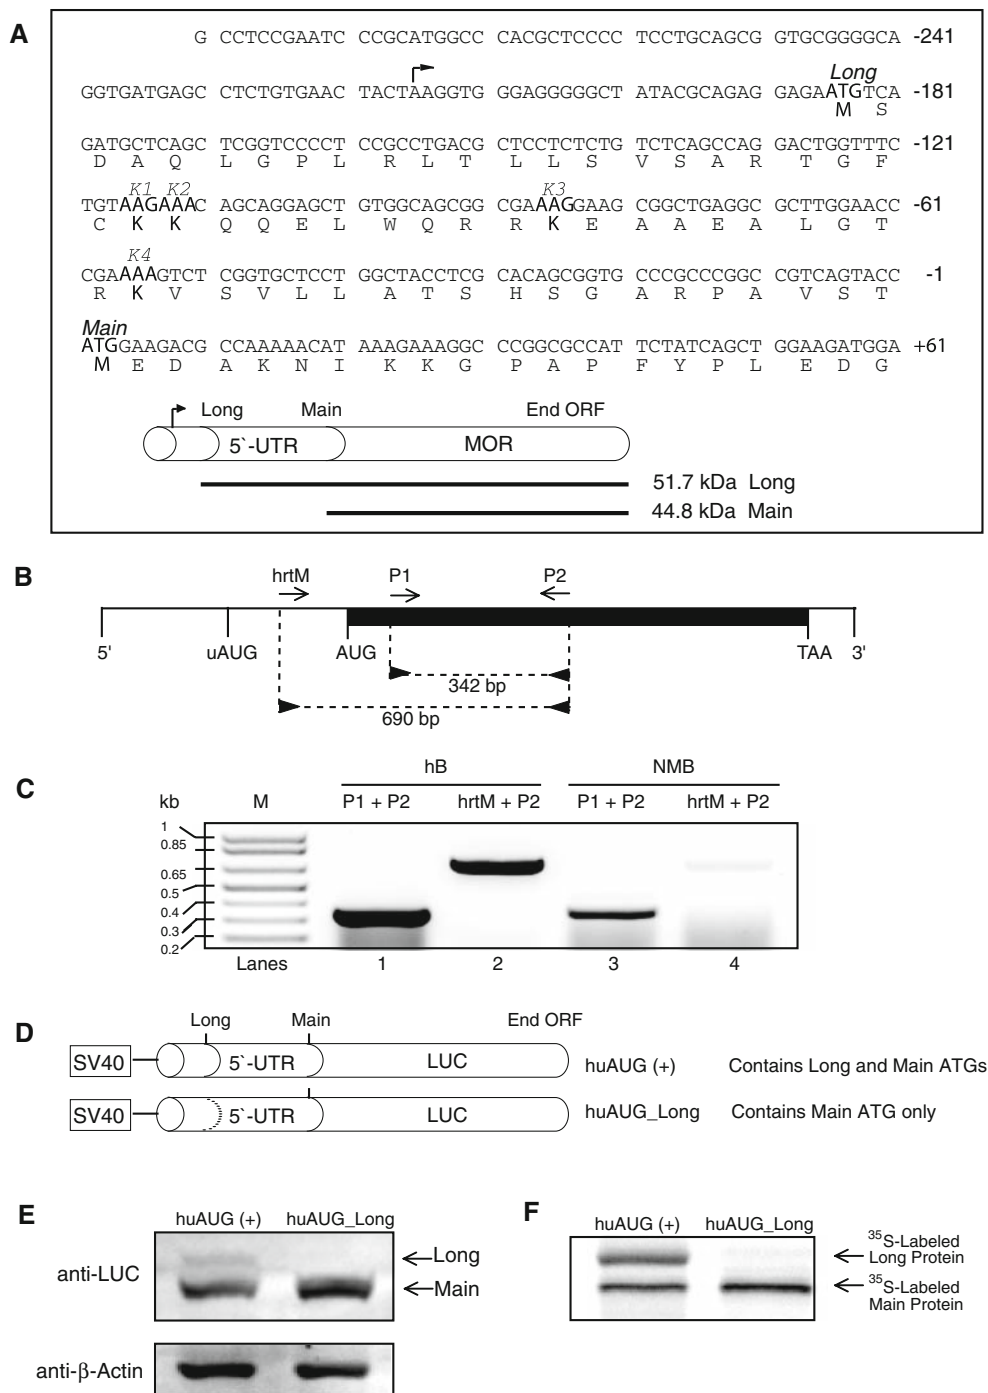 A
G CCTCCGAATC CCGCATGGCC CACGCTCCCC TCCTGCAGCG GTGCGGGGCA -241
Long
GGTGATGAGC CTCTGTGAAC TACTAAGGTG GGAGGGGGCT ATACGCAGAG GAGAATGTCA -181
M S
GATGCTCAGC TCGGTCCCCT CCGCCTGACG CTCCTCTCTG TCTCAGCCAG GACTGGTTTC -121
D A Q L G P L R L T L L S V S A R T G F
K1 K2 K3
TGTAAGAAAC AGCAGGAGCT GTGGCAGCGG CGAAAGGAAG CGGCTGAGGC GCTTGGAACC -61
C K K Q Q E L W Q R R K E A A E A L G T
K4
CGAAAAGTCT CGGTGCTCCT GGCTACCTCG CACAGCGGTG CCCGCCCGGC CGTCAGTACC -1
R K V S V L L A T S H S G A R P A V S T
Main
ATGGAAGACG CCAAAAACAT AAAGAAAGGC CCGGCGCCAT TCTATCAGCT GGAAGATGGA +61
M E D A K N I K K G P A P F Y P L E D G
Long Main End ORF
5`-UTR MOR
51.7 kDa Long
44.8 kDa Main
B
hrtM P1 P2
5' uAUG AUG TAA 3'
342 bp
690 bp
C
hB NMB
kb M P1 + P2 hrtM + P2 P1 + P2 hrtM + P2
1
0.85
0.65
0.5
0.4
0.3
0.2
Lanes 1 2 3 4
D
Long Main End ORF
SV40 5`-UTR LUC huAUG (+) Contains Long and Main ATGs
SV40 5`-UTR LUC huAUG_Long Contains Main ATG only
E
huAUG (+) huAUG_Long
anti-LUC
Long
Main
anti-β-Actin
F
huAUG (+) huAUG_Long
35S-Labeled
Long Protein
35S-Labeled
Main Protein